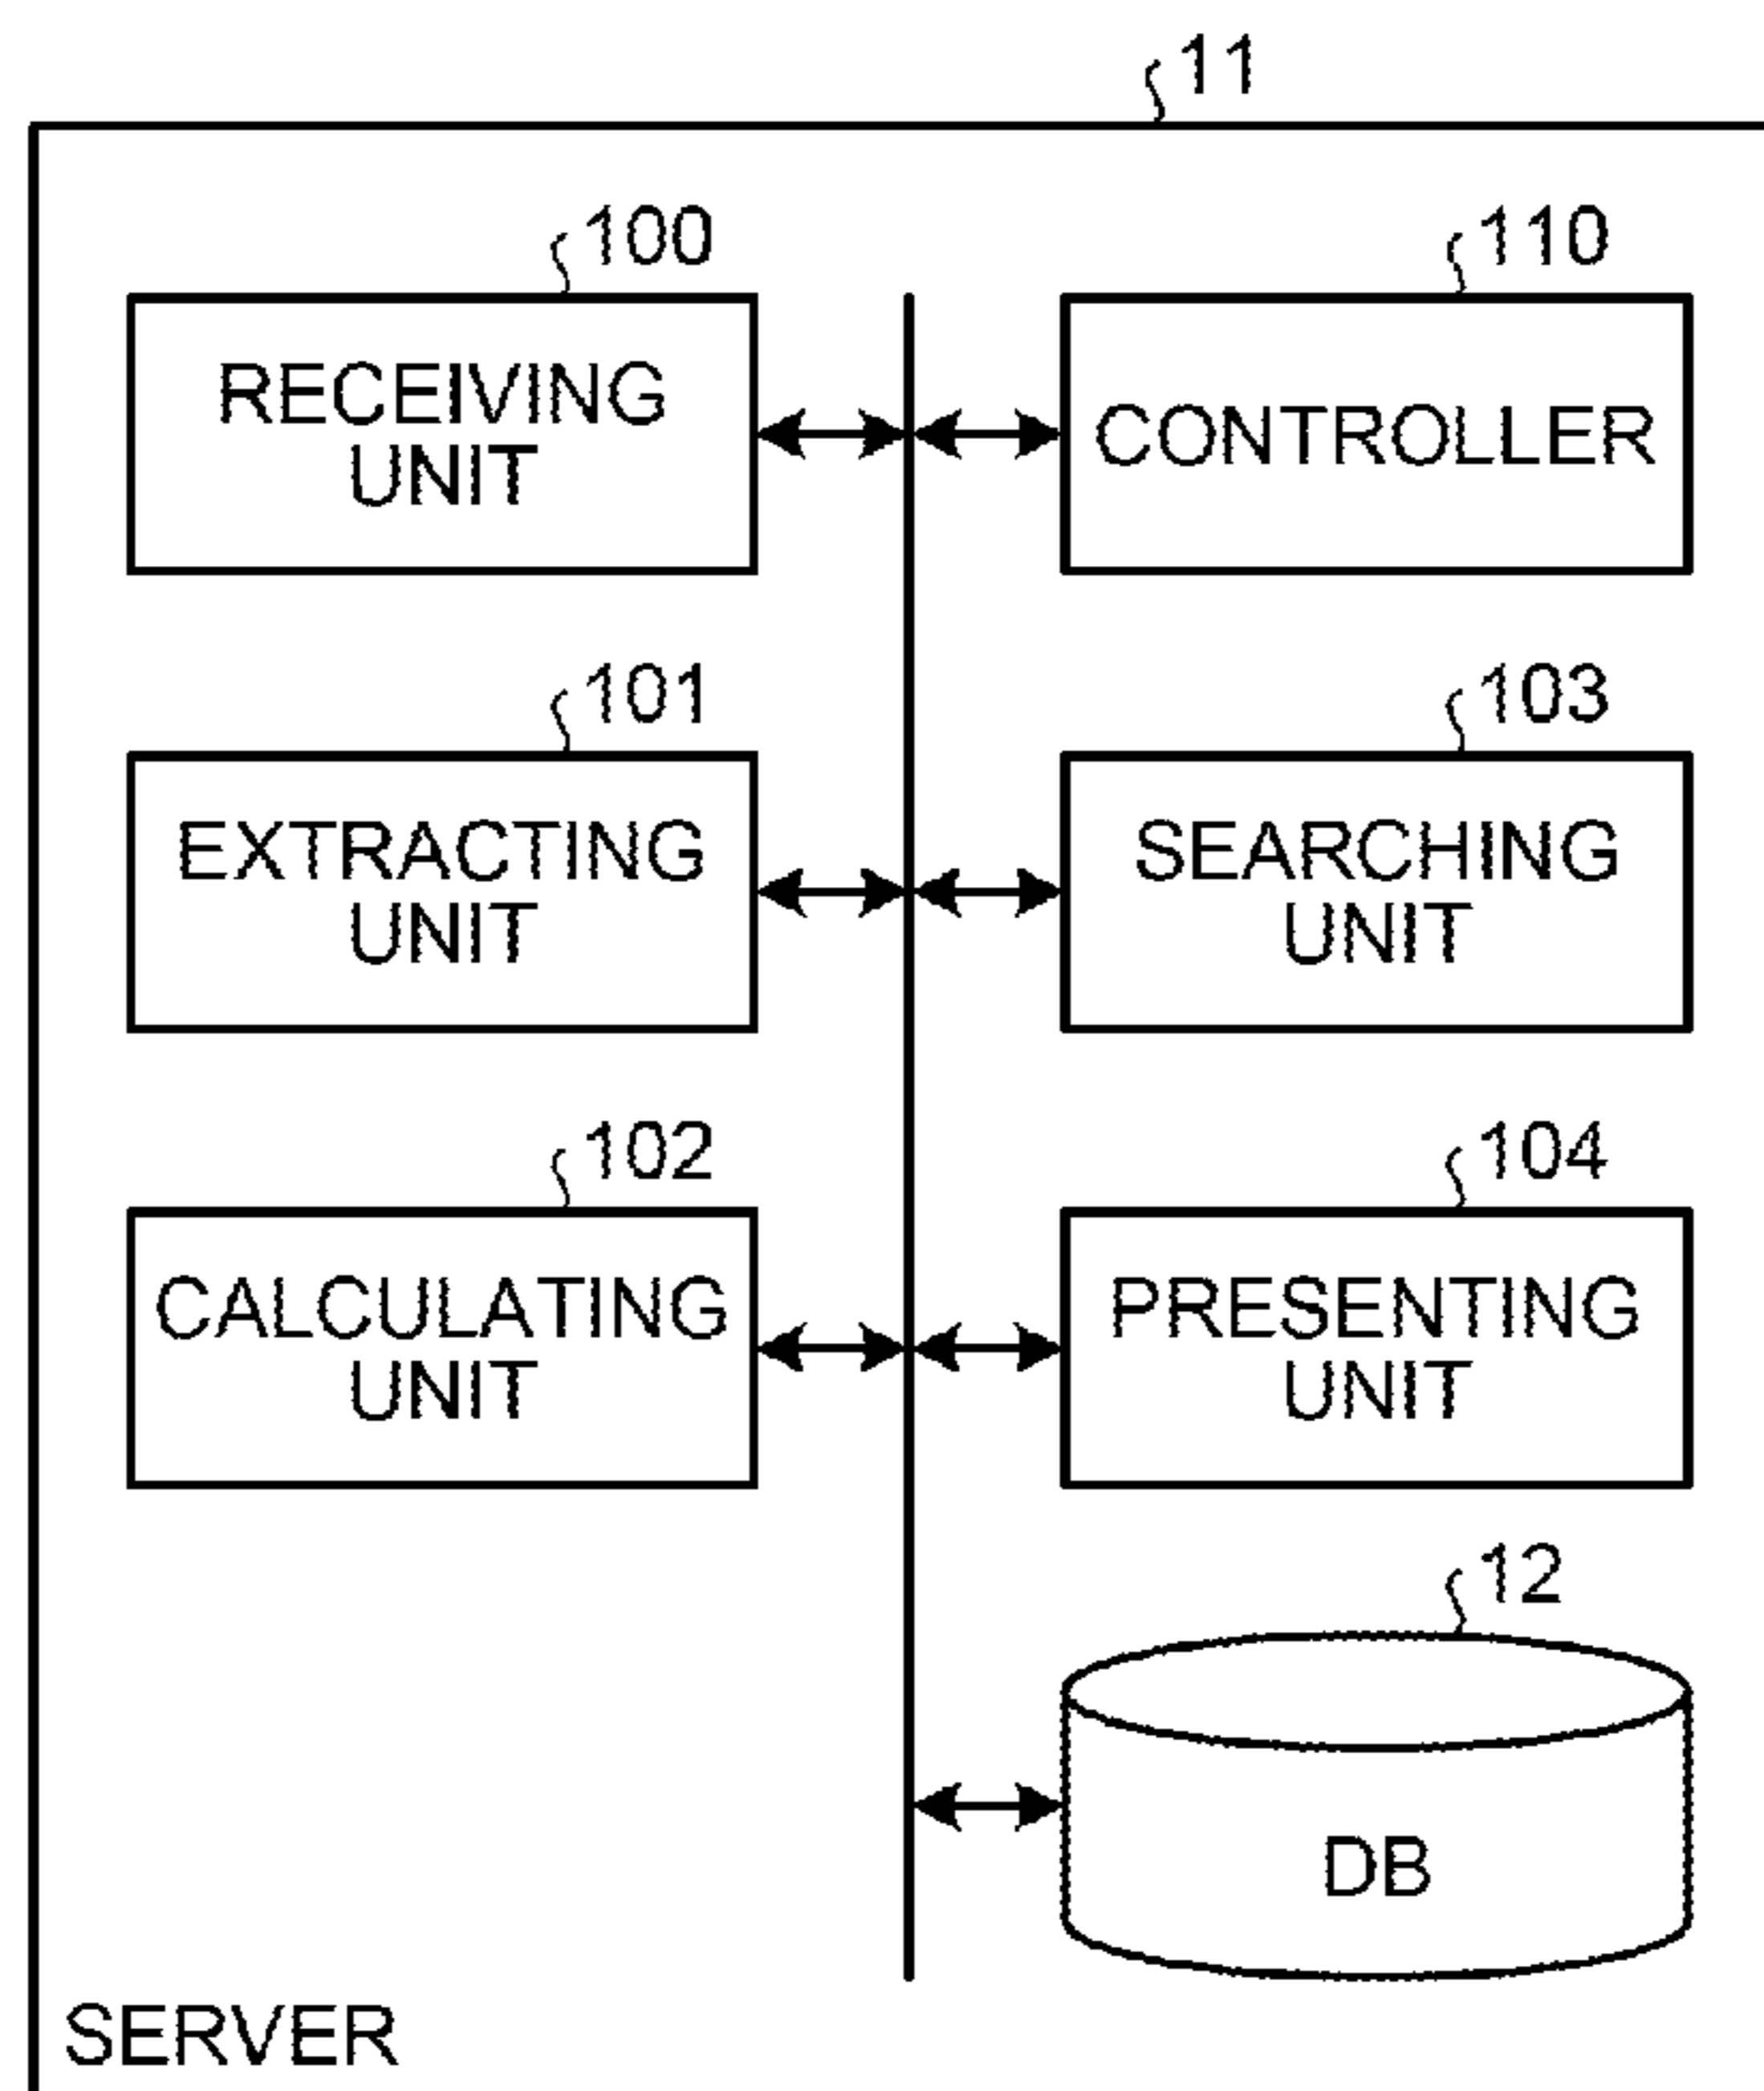 11
100
RECEIVING
UNIT
110
CONTROLLER
101
EXTRACTING
UNIT
103
SEARCHING
UNIT
102
CALCULATING
UNIT
104
PRESENTING
UNIT
12
DB
SERVER